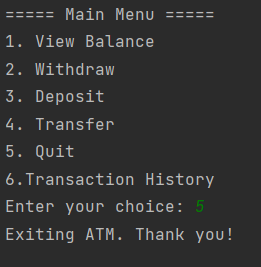 ===== Main Menu =====
1. View Balance
2. Withdraw
3. Deposit
4. Transfer
5. Quit
6.Transaction History
Enter your choice: 5
Exiting ATM. Thank you!